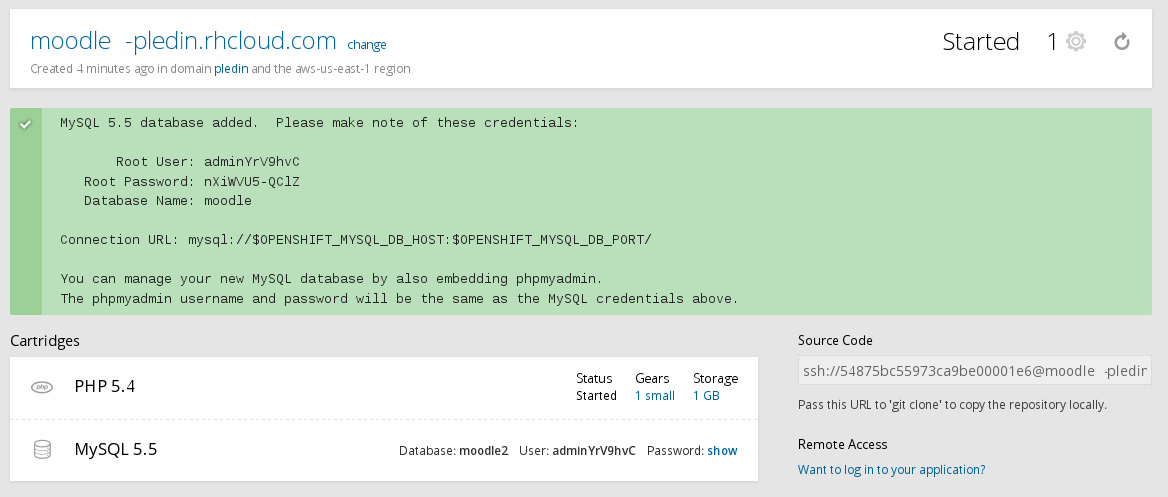 moodle -pledin.rhcloud.com change
Started 1
Created 4 minutes ago in domain pledin and the aws-us-east-1 region
MySQL 5.5 database added. Please make note of these credentials:
Root User: adminYrV9hvC
Root Password: nXiWVU5-QClZ
Database Name: moodle
Connection URL: mysql://$OPENSHIFT_MYSQL_DB_HOST:$OPENSHIFT_MYSQL_DB_PORT/
You can manage your new MySQL database by also embedding phpmyadmin.
The phpmyadmin username and password will be the same as the MySQL credentials above.
Cartridges
php
PHP 5.4
Status Gears Storage
Started 1 small 1 GB
MySQL 5.5 Database: moodle2 User: adminYrV9hvC Password: show
Source Code
ssh://54875bc55973ca9be00001e6@moodle -pledin
Pass this URL to 'git clone' to copy the repository locally.
Remote Access
Want to log in to your application?